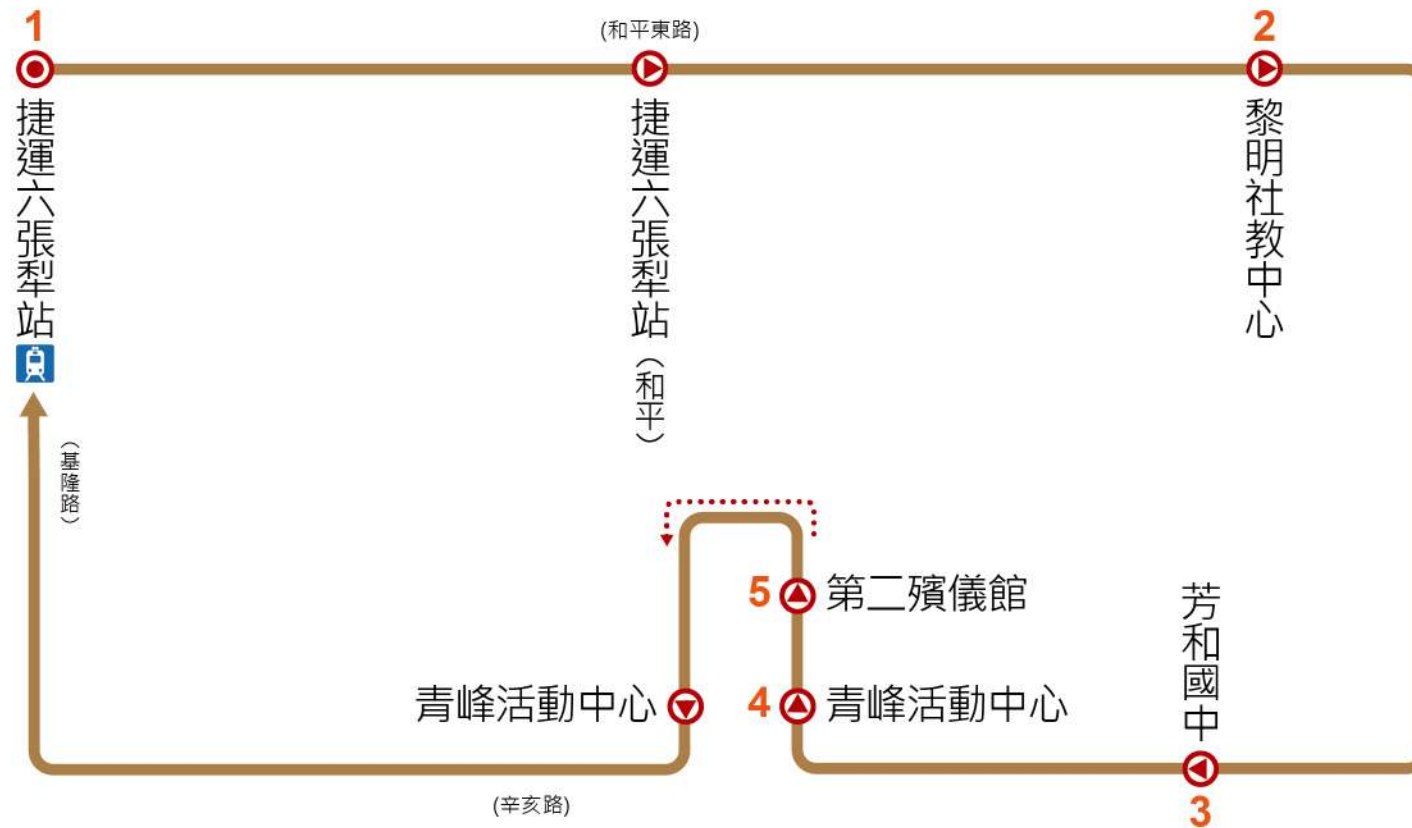 1
(和平東路)
2
捷運六張犁站
捷運六張犁站(和平)
黎明社教中心
(基隆路)
5
第二殯儀館
芳和國中
青峰活動中心
4
青峰活動中心
3
(辛亥路)